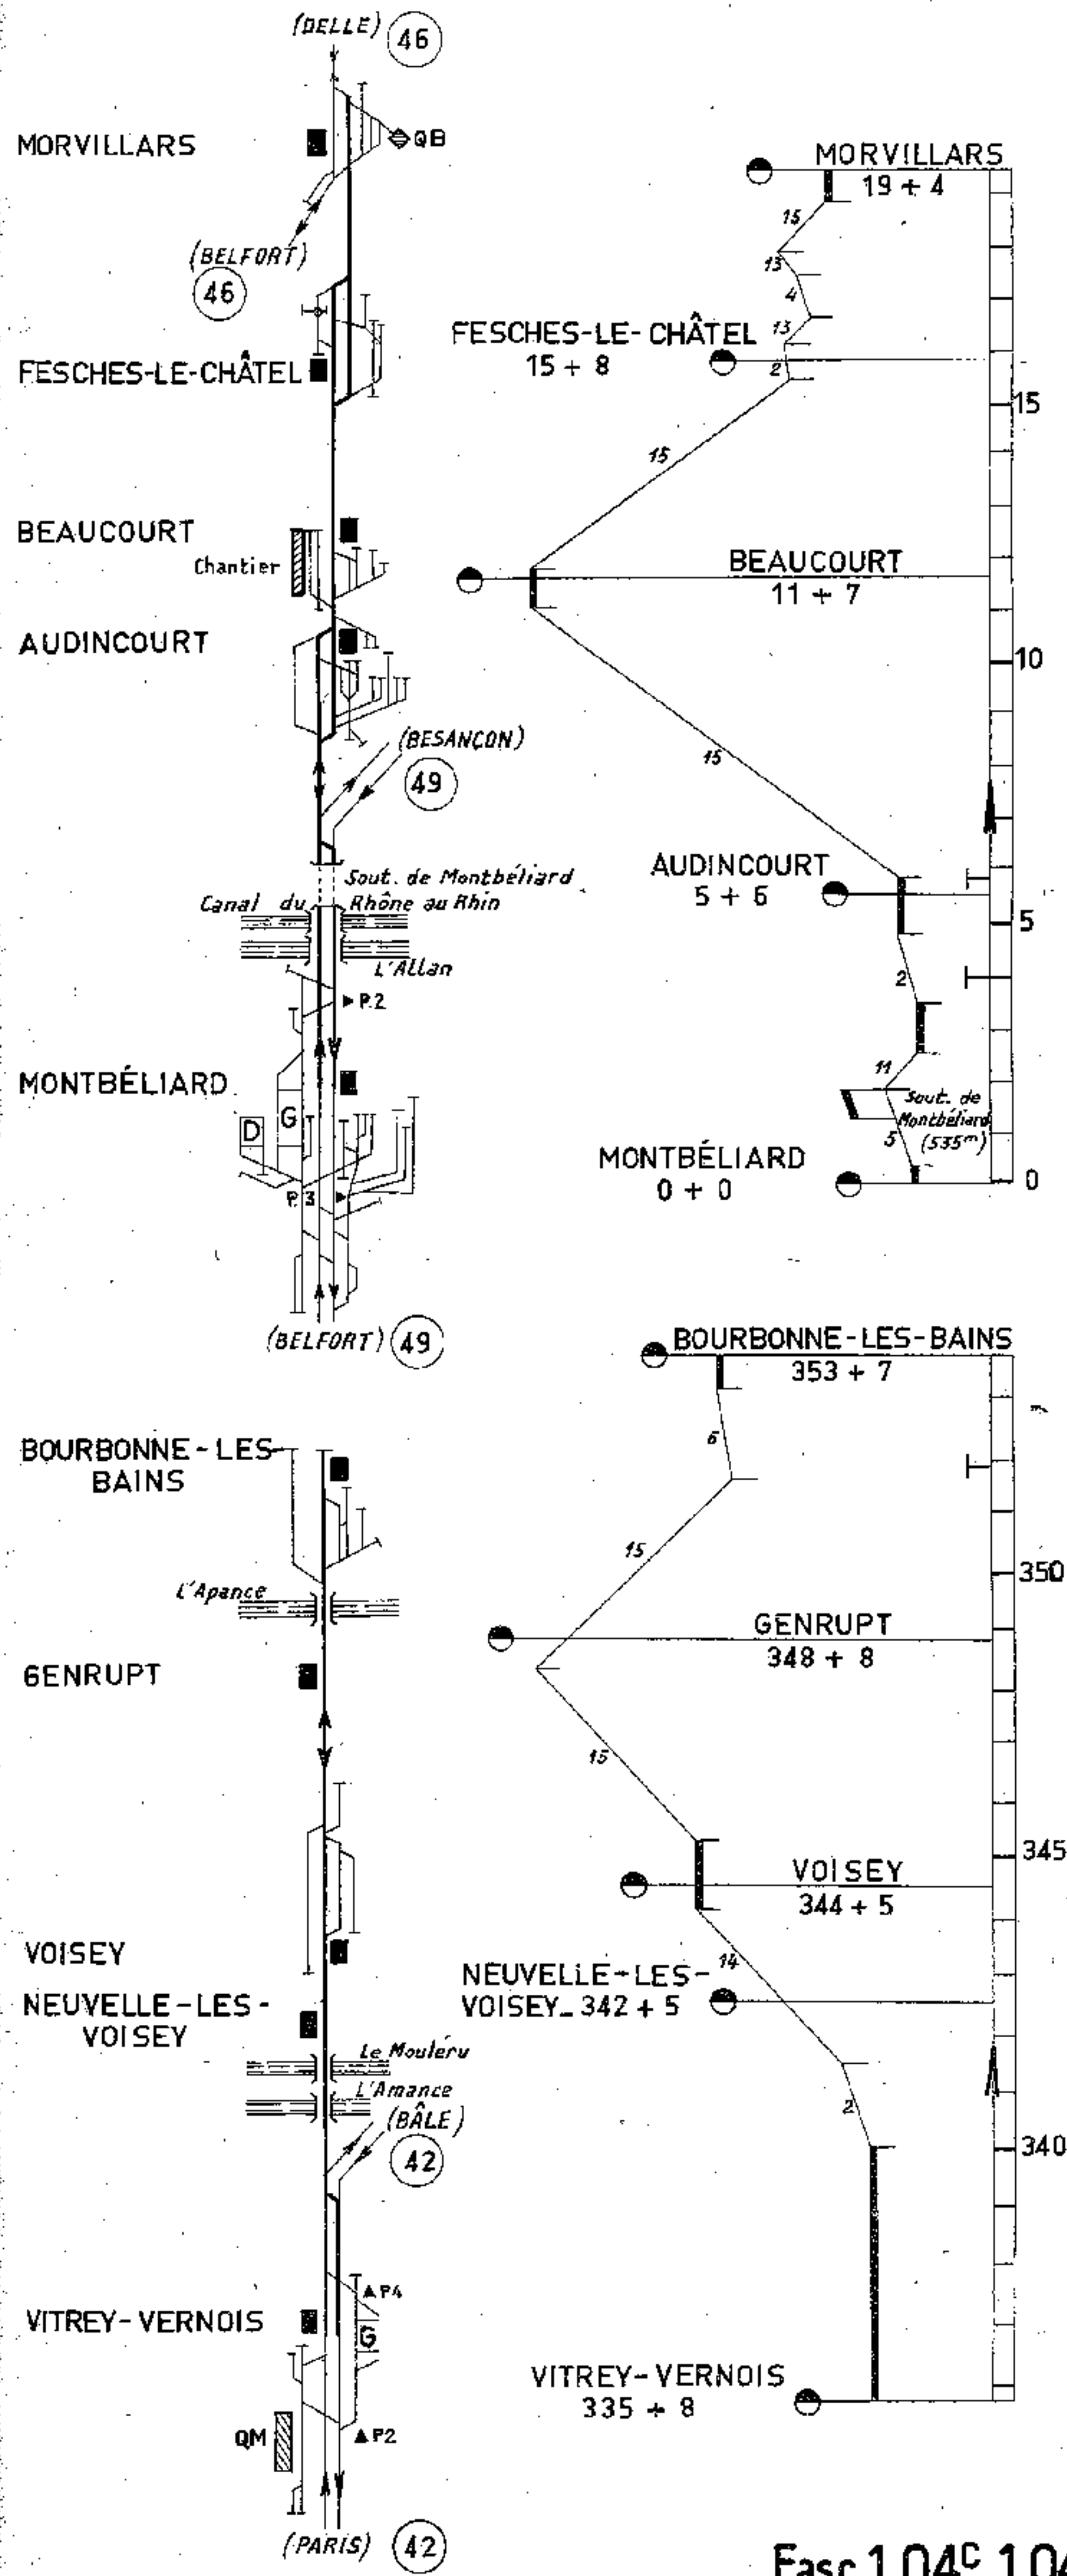 (DELLE) 46
MORVILLARS
QB
(BELFORT)
46
FESCHES-LE-CHÂTEL
BEAUCOURT
Chantier
AUDINCOURT
(BESANÇON)
49
Sout. de Montbéliard
Canal du Rhône au Rhin
L'Allan
P.2
MONTBÉLIARD
D
G
P.3
(BELFORT) 49
MORVILLARS
19 + 4
15
13
4
13
FESCHES-LE-CHÂTEL
15 + 8
2
15
15
BEAUCOURT
11 + 7
10
15
AUDINCOURT
5 + 6
5
2
11
Sout. de
Montbéliard
(535m)
5
MONTBÉLIARD
0 + 0
0
BOURBONNE-LES-
BAINS
L'Apance
GENRUPT
VOISEY
NEUVELLE-LES-
VOISEY
Le Mouléru
L'Amance
(BÂLE)
42
P4
VITREY-VERNOIS
G
QM
P2
(PARIS) 42
BOURBONNE-LES-BAINS
353 + 7
6
15
350
GENRUPT
348 + 8
15
345
VOISEY
344 + 5
14
NEUVELLE-LES-
VOISEY_342 + 5
2
340
VITREY-VERNOIS
335 + 8
Fasc 104C 104